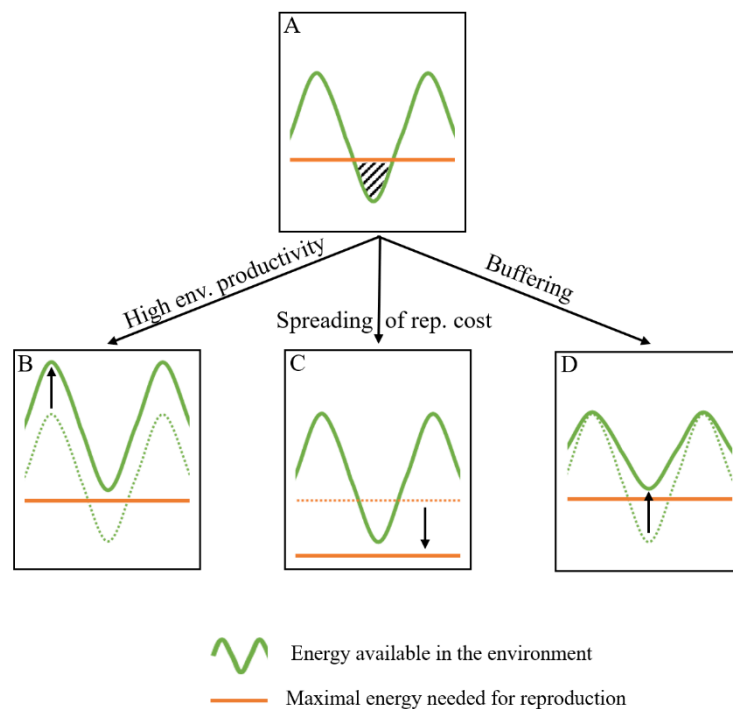 A
High env. productivity
Spreading of rep. cost
Buffering
B
C
D
Energy available in the environment
Maximal energy needed for reproduction